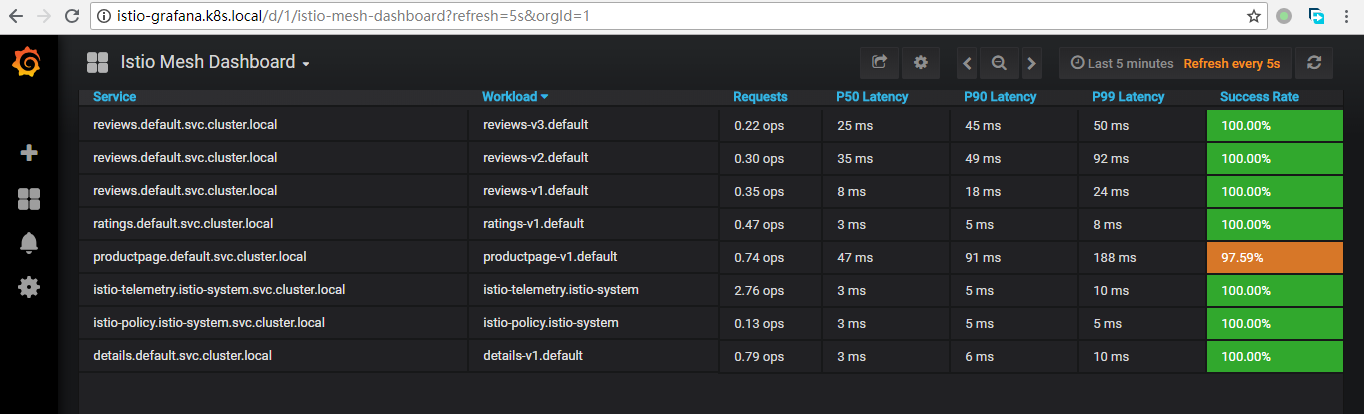 istio-grafana.k8s.local/d/1/istio-mesh-dashboard?refresh=5s&orgId=1
Istio Mesh Dashboard Last 5 minutes Refresh every 5s
Service Workload Requests P50 Latency P90 Latency P99 Latency Success Rate
reviews.default.svc.cluster.local reviews-v3.default 0.22 ops 25 ms 45 ms 50 ms 100.00%
reviews.default.svc.cluster.local reviews-v2.default 0.30 ops 35 ms 49 ms 92 ms 100.00%
reviews.default.svc.cluster.local reviews-v1.default 0.35 ops 8 ms 18 ms 24 ms 100.00%
ratings.default.svc.cluster.local ratings-v1.default 0.47 ops 3 ms 5 ms 8 ms 100.00%
productpage.default.svc.cluster.local productpage-v1.default 0.74 ops 47 ms 91 ms 188 ms 97.59%
istio-telemetry.istio-system.svc.cluster.local istio-telemetry.istio-system 2.76 ops 3 ms 5 ms 10 ms 100.00%
istio-policy.istio-system.svc.cluster.local istio-policy.istio-system 0.13 ops 3 ms 5 ms 5 ms 100.00%
details.default.svc.cluster.local details-v1.default 0.79 ops 3 ms 6 ms 10 ms 100.00%